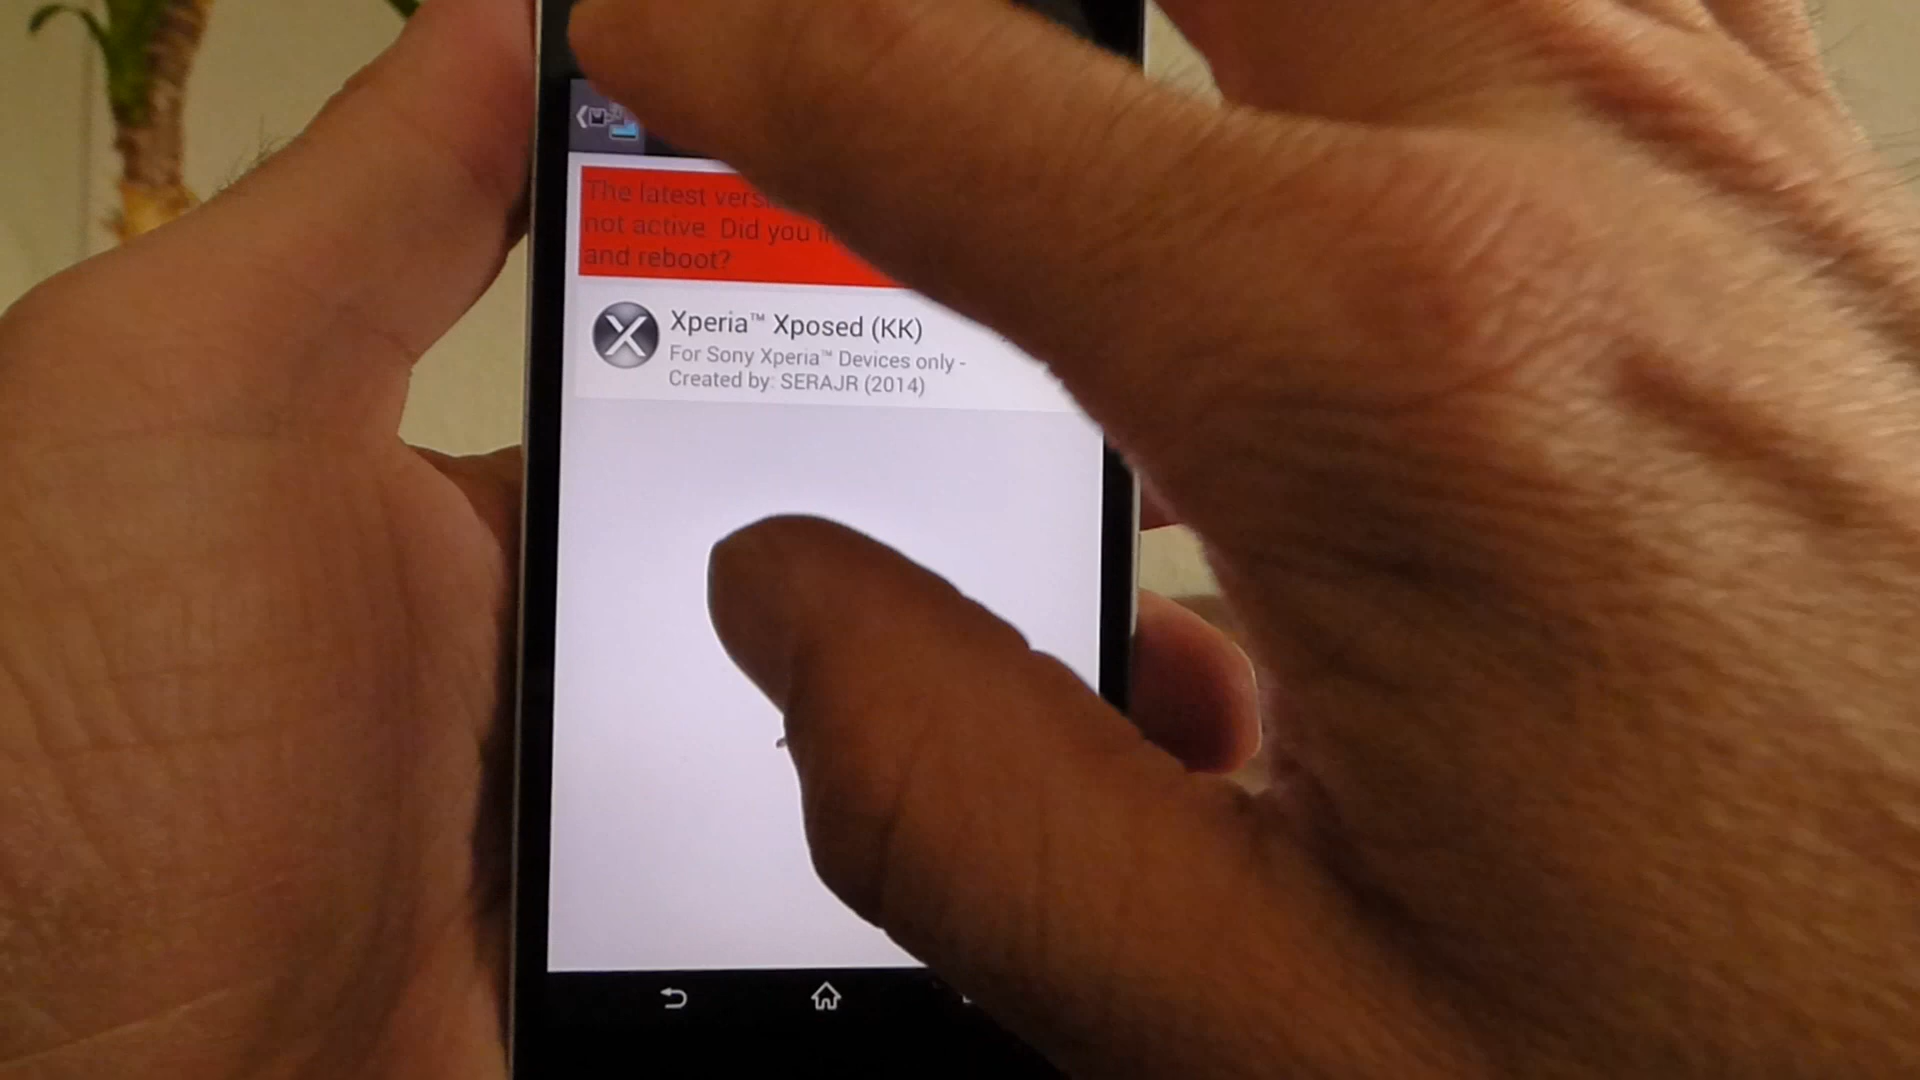 The latest
not active. Did you
and reboot?
Xperia™ Xposed (KK)
For Sony Xperia™ Devices only -
Created by: SERAJR (2014)